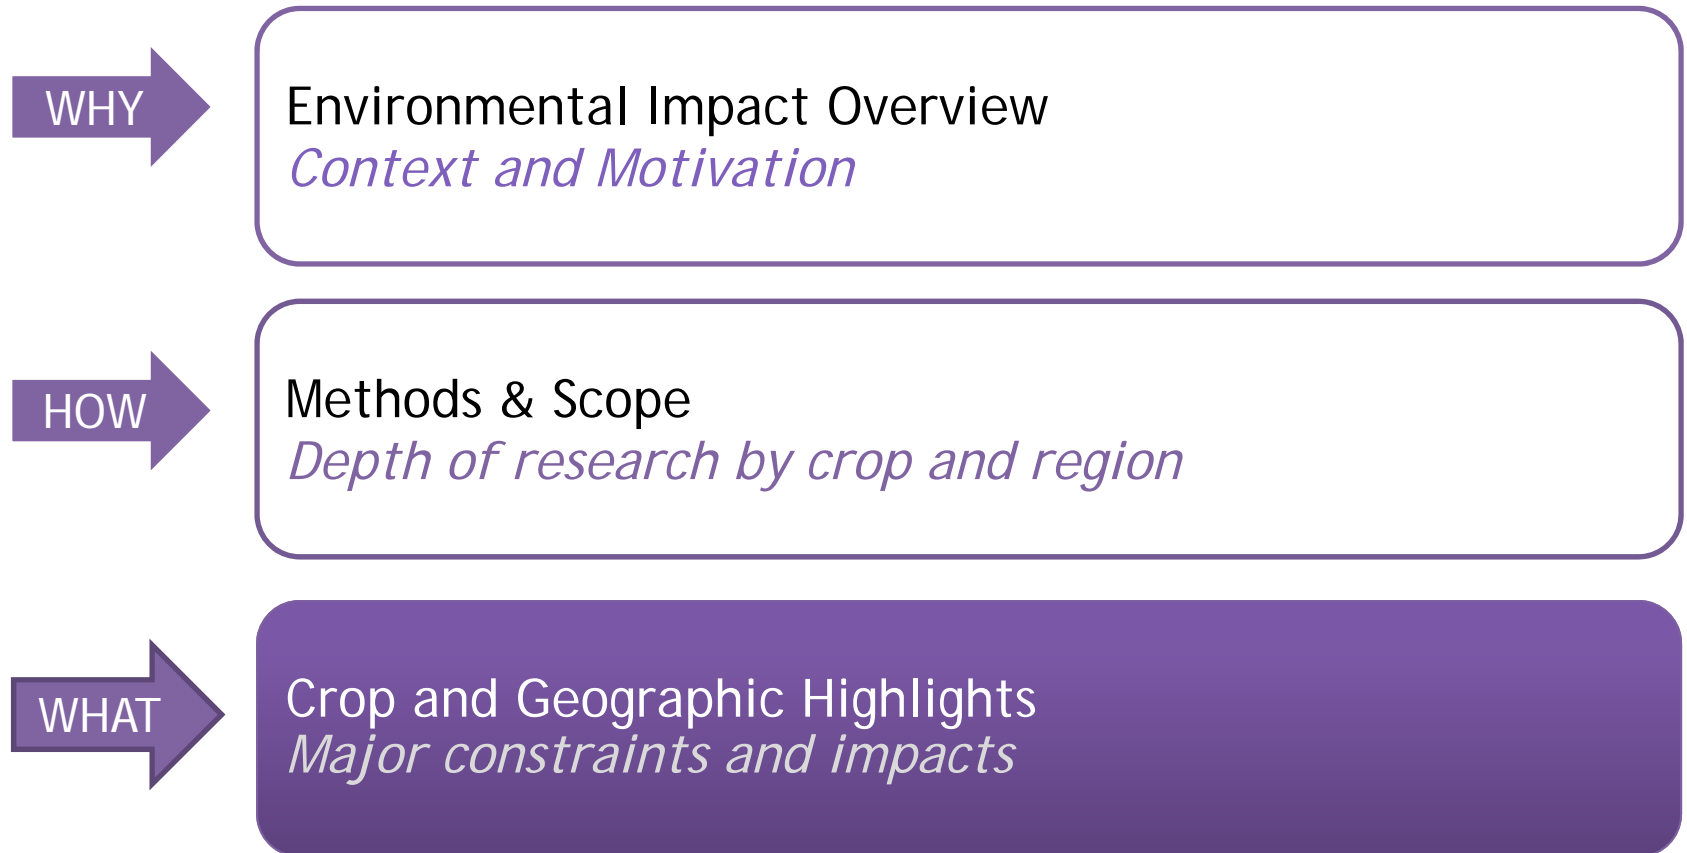 WHY
Environmental Impact Overview
Context and Motivation
HOW
Methods & Scope
Depth of research by crop and region
WHAT
Crop and Geographic Highlights
Major constraints and impacts